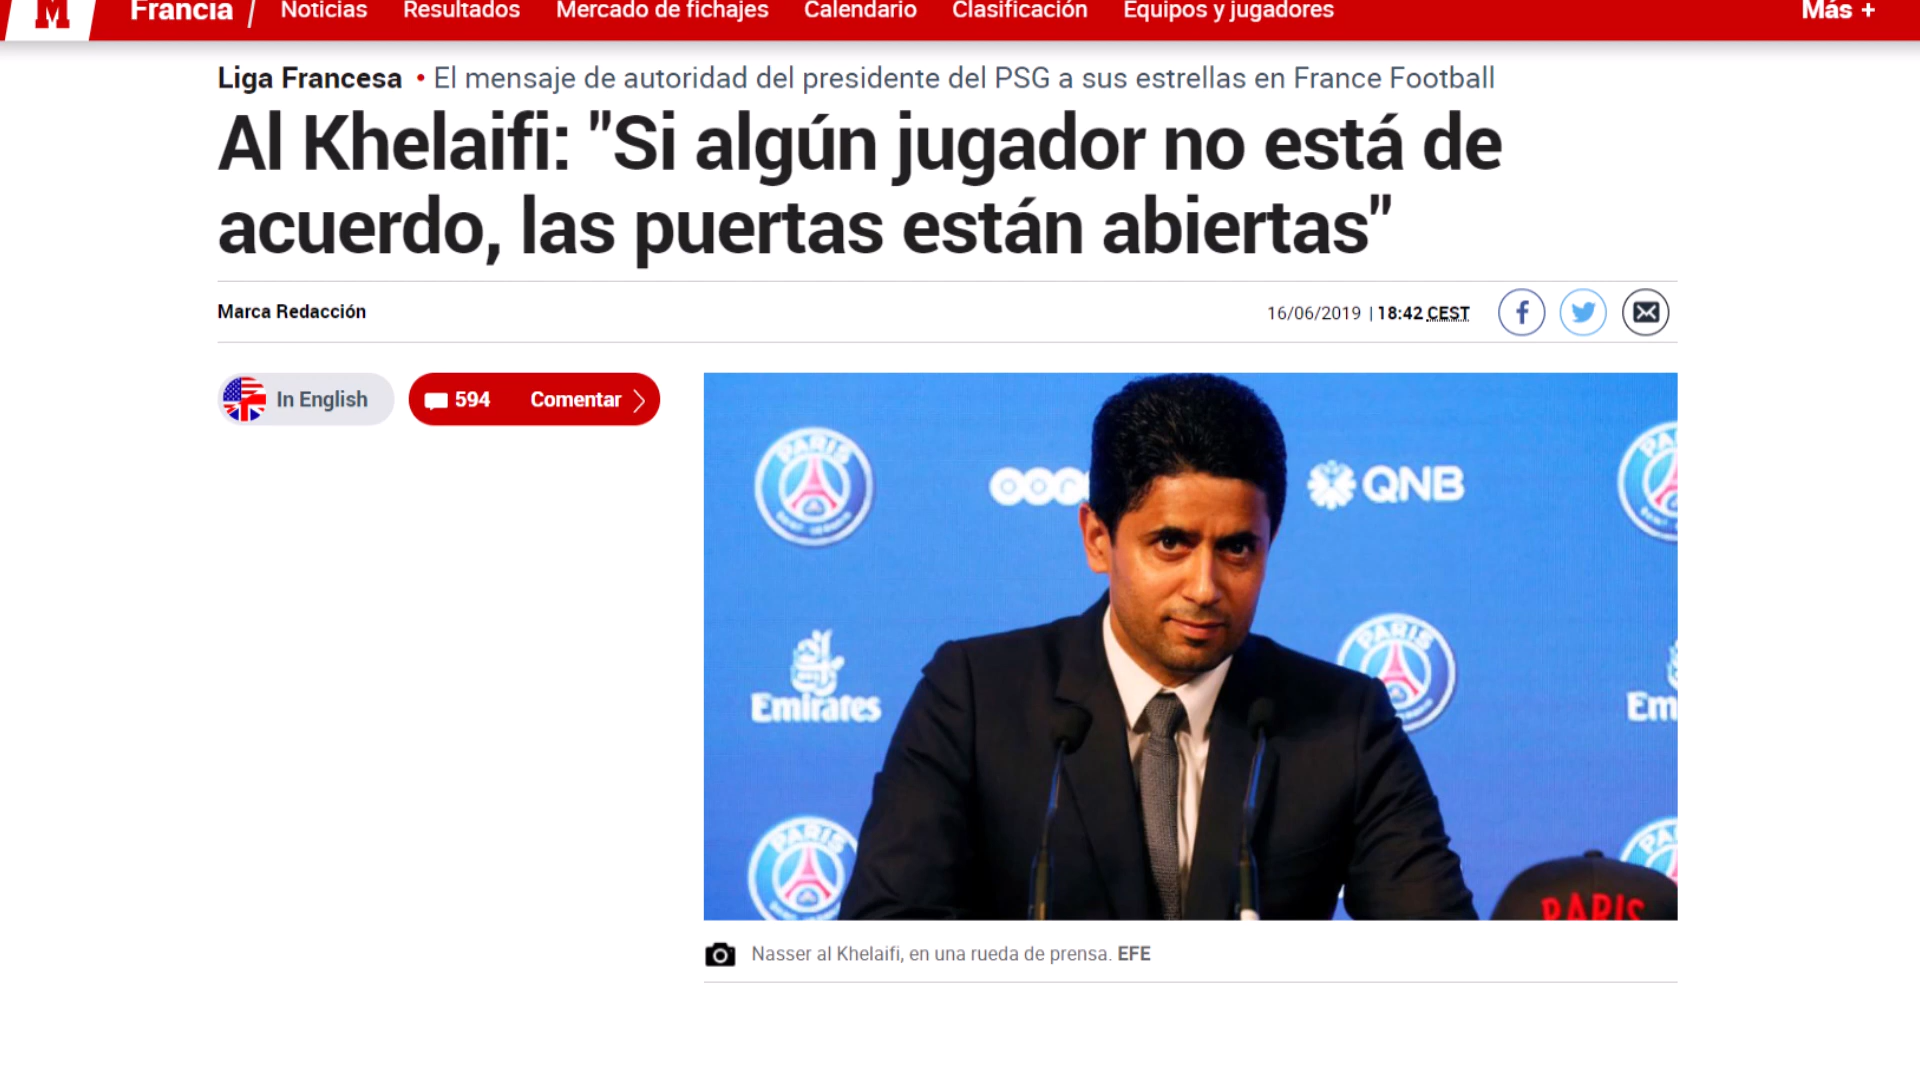 M Francia / Noticias Resultados Mercado de fichajes Calendario Clasificación Equipos y jugadores Más +
Liga Francesa • El mensaje de autoridad del presidente del PSG a sus estrellas en France Football
Al Khelaifi: "Si algún jugador no está de
acuerdo, las puertas están abiertas"
Marca Redacción
16/06/2019 | 18:42 CEST
In English
594 Comentar
PARIS
QNB
PARIS
Emirates
PARIS
PARIS
Nasser al Khelaifi, en una rueda de prensa. EFE